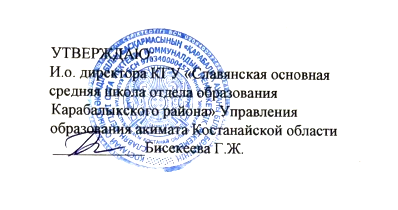 УТВЕРЖДАЮ
И.о. директора КГУ «Славянская основная
средняя школа отдела образования
Карабалыкского района» Управления
образования акимата Костанайской области
Бисекеева Г.Ж.